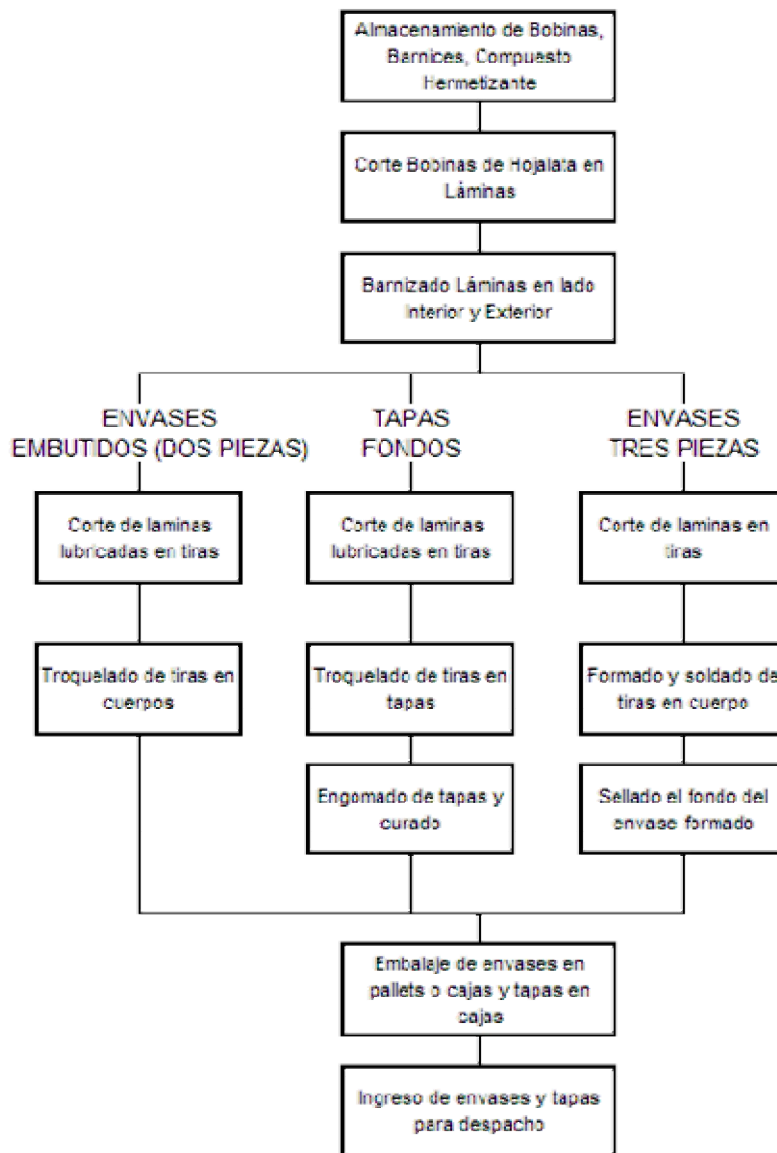 Almacenamiento de Bobinas,
Barnices, Compuesto
Hermetizante
Corte Bobinas de Hojalata en
Láminas
Barnizado Láminas en lado
Interior y Exterior
ENVASES
EMBUTIDOS (DOS PIEZAS)
TAPAS
FONDOS
ENVASES
TRES PIEZAS
Corte de laminas
lubricadas en tiras
Corte de laminas
lubricadas en tiras
Corte de laminas en
tiras
Troquelado de tiras en
cuerpos
Troquelado de tiras en
tapas
Formado y soldado de
tiras en cuerpo
Engomado de tapas y
curado
Sellado el fondo del
envase formado
Embalaje de envases en
pallets o cajas y tapas en
cajas
Ingreso de envases y tapas
para despacho